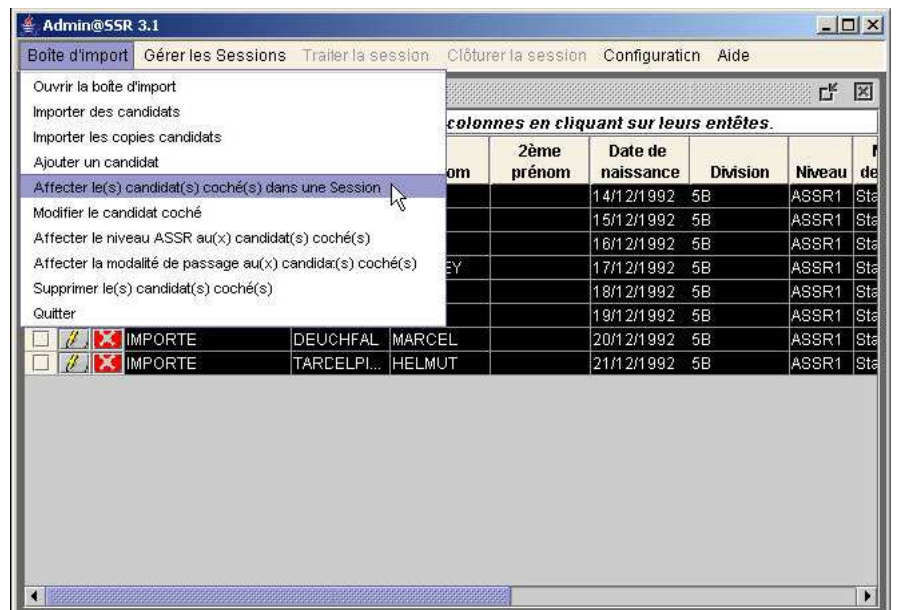 Admin@SSR 3.1
Boîte d'import Gérer les Sessions Traiter la session Clôturer la session Configuration Aide
Ouvrir la boîte d'import
Importer des candidats
Importer les copies candidats
Ajouter un candidat
Affecter le(s) candidat(s) coché(s) dans une Session
Modifier le candidat coché
Affecter le niveau ASSR au(x) candidat(s) coché(s)
Affecter la modalité de passage au(x) candidat(s) coché(s)
Supprimer le(s) candidat(s) coché(s)
Quitter
colonnes en cliquant sur leurs entêtes.
om 2ème prénom Date de naissance Division Niveau de
14/12/1992 5B ASSR1 Sta
15/12/1992 5B ASSR1 Sta
16/12/1992 5B ASSR1 Sta
EY 17/12/1992 5B ASSR1 Sta
18/12/1992 5B ASSR1 Sta
19/12/1992 5B ASSR1 Sta
IMPORTE DEUCHFAL MARCEL 20/12/1992 5B ASSR1 Sta
IMPORTE TARCELPI... HELMUT 21/12/1992 5B ASSR1 Sta